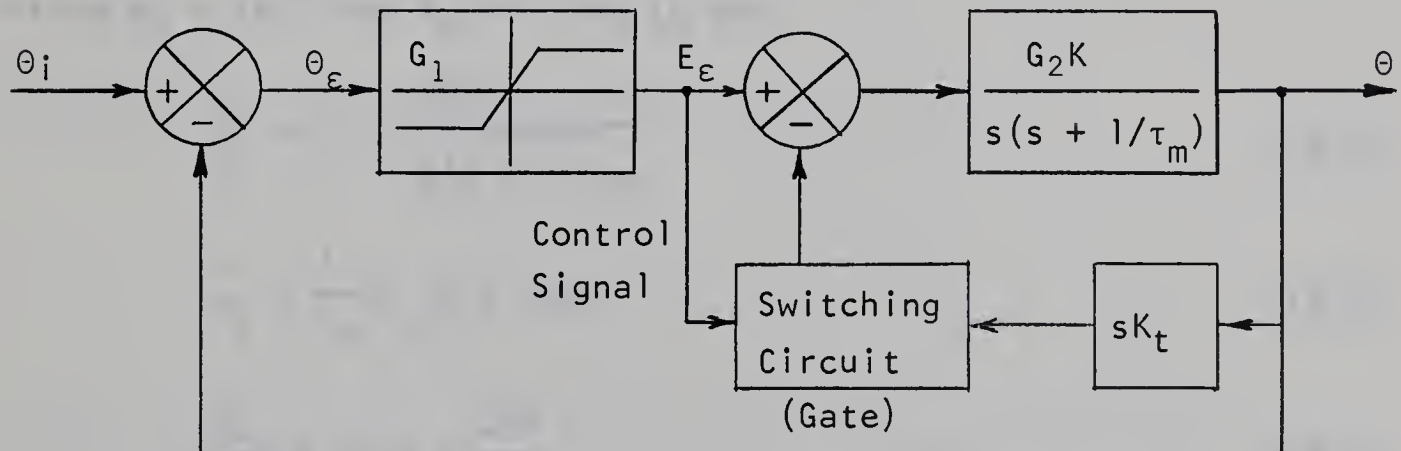 θi
+
-
θε
G1
Eε
+
-
G2K
s(s + 1/τm)
θ
Control
Signal
Switching
Circuit
(Gate)
sKt